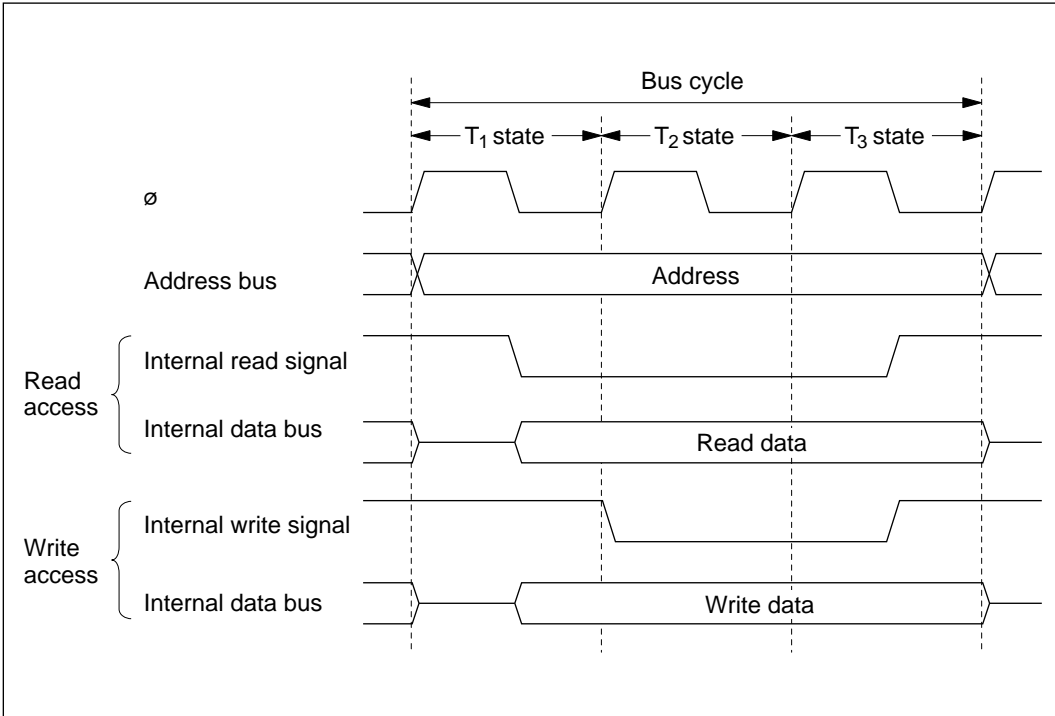 Bus cycle
T1 state
T2 state
T3 state
ø
Address bus
Address
Read
access
Internal read signal
Internal data bus
Read data
Write
access
Internal write signal
Internal data bus
Write data